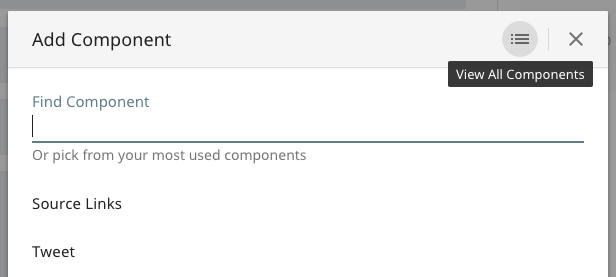 Add Component
View All Components
Find Component
Or pick from your most used components
Source Links
Tweet